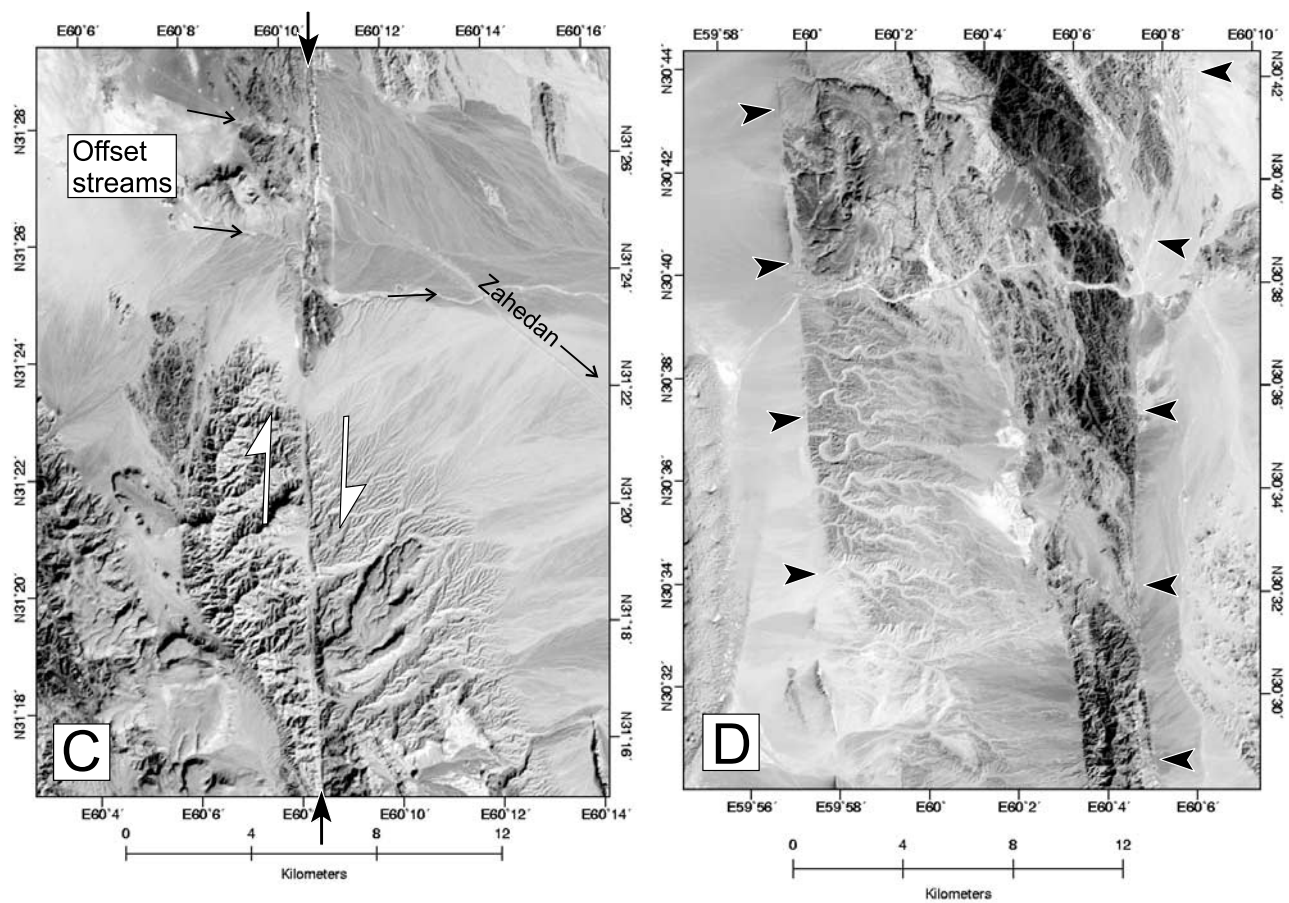 E60˚6´ E60˚8´ E60˚10´ E60˚12´ E60˚14´ E60˚16´
N31˚28´
N31˚26´
N31˚24´
N31˚22´
N31˚20´
N31˚18´
Offset
streams
Zahedan
N31˚26´
N31˚24´
N31˚22´
N31˚20´
N31˚18´
N31˚16´
C
E60˚4´ E60˚6´ E60˚10´ E60˚12´ E60˚14´
0 4 8 12
Kilometers
E59˚58´ E60˚ E60˚2´ E60˚4´ E60˚6´ E60˚8´ E60˚10´
N30˚44´
N30˚42´
N30˚40´
N30˚38´
N30˚36´
N30˚34´
N30˚32´
N30˚42´
N30˚40´
N30˚38´
N30˚36´
N30˚34´
N30˚32´
N30˚30´
D
E59˚56´ E59˚58´ E60˚ E60˚2´ E60˚4´ E60˚6´
0 4 8 12
Kilometers